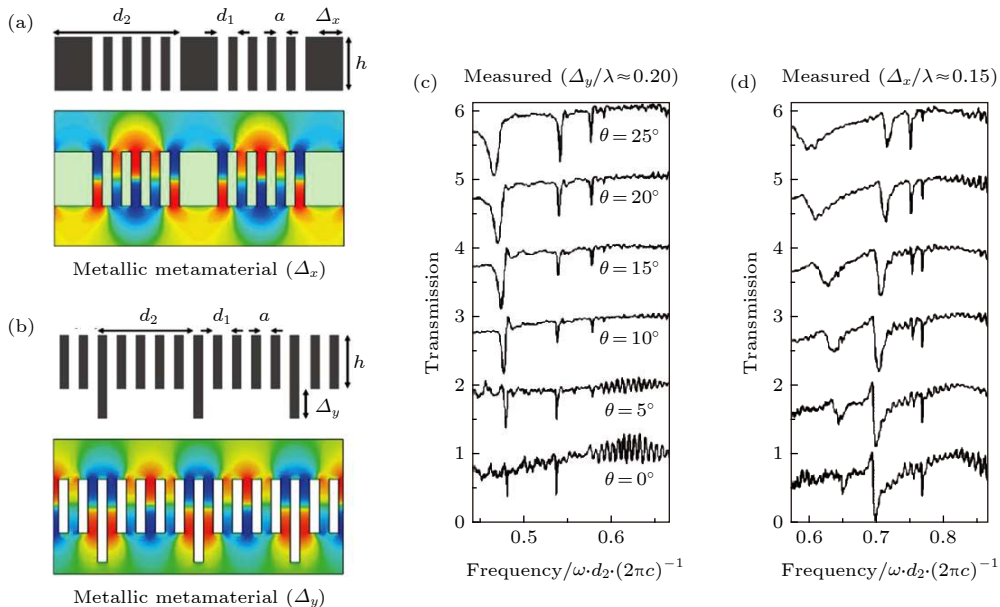 (a)
d₂
d₁
a
Δₓ
h
Metallic metamaterial (Δₓ)
(b)
d₂
d₁
a
h
Δ_y
Metallic metamaterial (Δ_y)
(c) Measured (Δ_y/λ≈0.20)
6
5
4
3
2
1
0
Transmission
θ=25°
θ=20°
θ=15°
θ=10°
θ=5°
θ=0°
0.5 0.6
Frequency/ω·d₂·(2πc)⁻¹
(d) Measured (Δₓ/λ≈0.15)
6
5
4
3
2
1
0
Transmission
0.6 0.7 0.8
Frequency/ω·d₂·(2πc)⁻¹